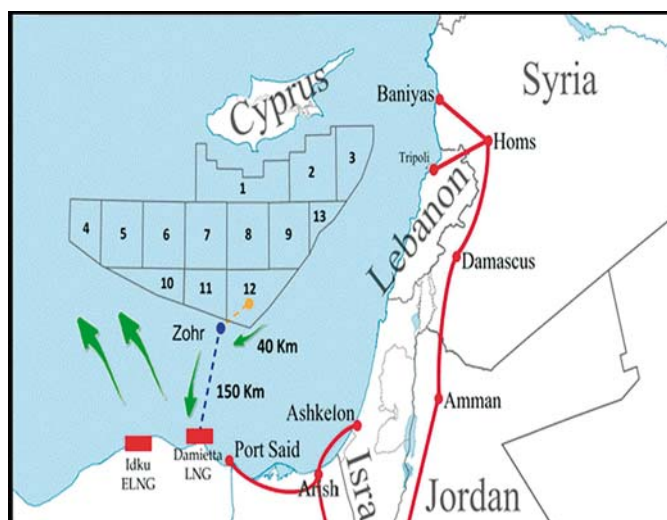 Cyprus
Syria
Baniyas
Homs
Tripoli
Lebanon
3
2
1
13
4
5
6
7
8
9
10
11
12
Damascus
Zohr
40 Km
150 Km
Amman
Ashkelon
Port Said
Idku
ELNG
Damietta
LNG
Arish
Isra
Jordan